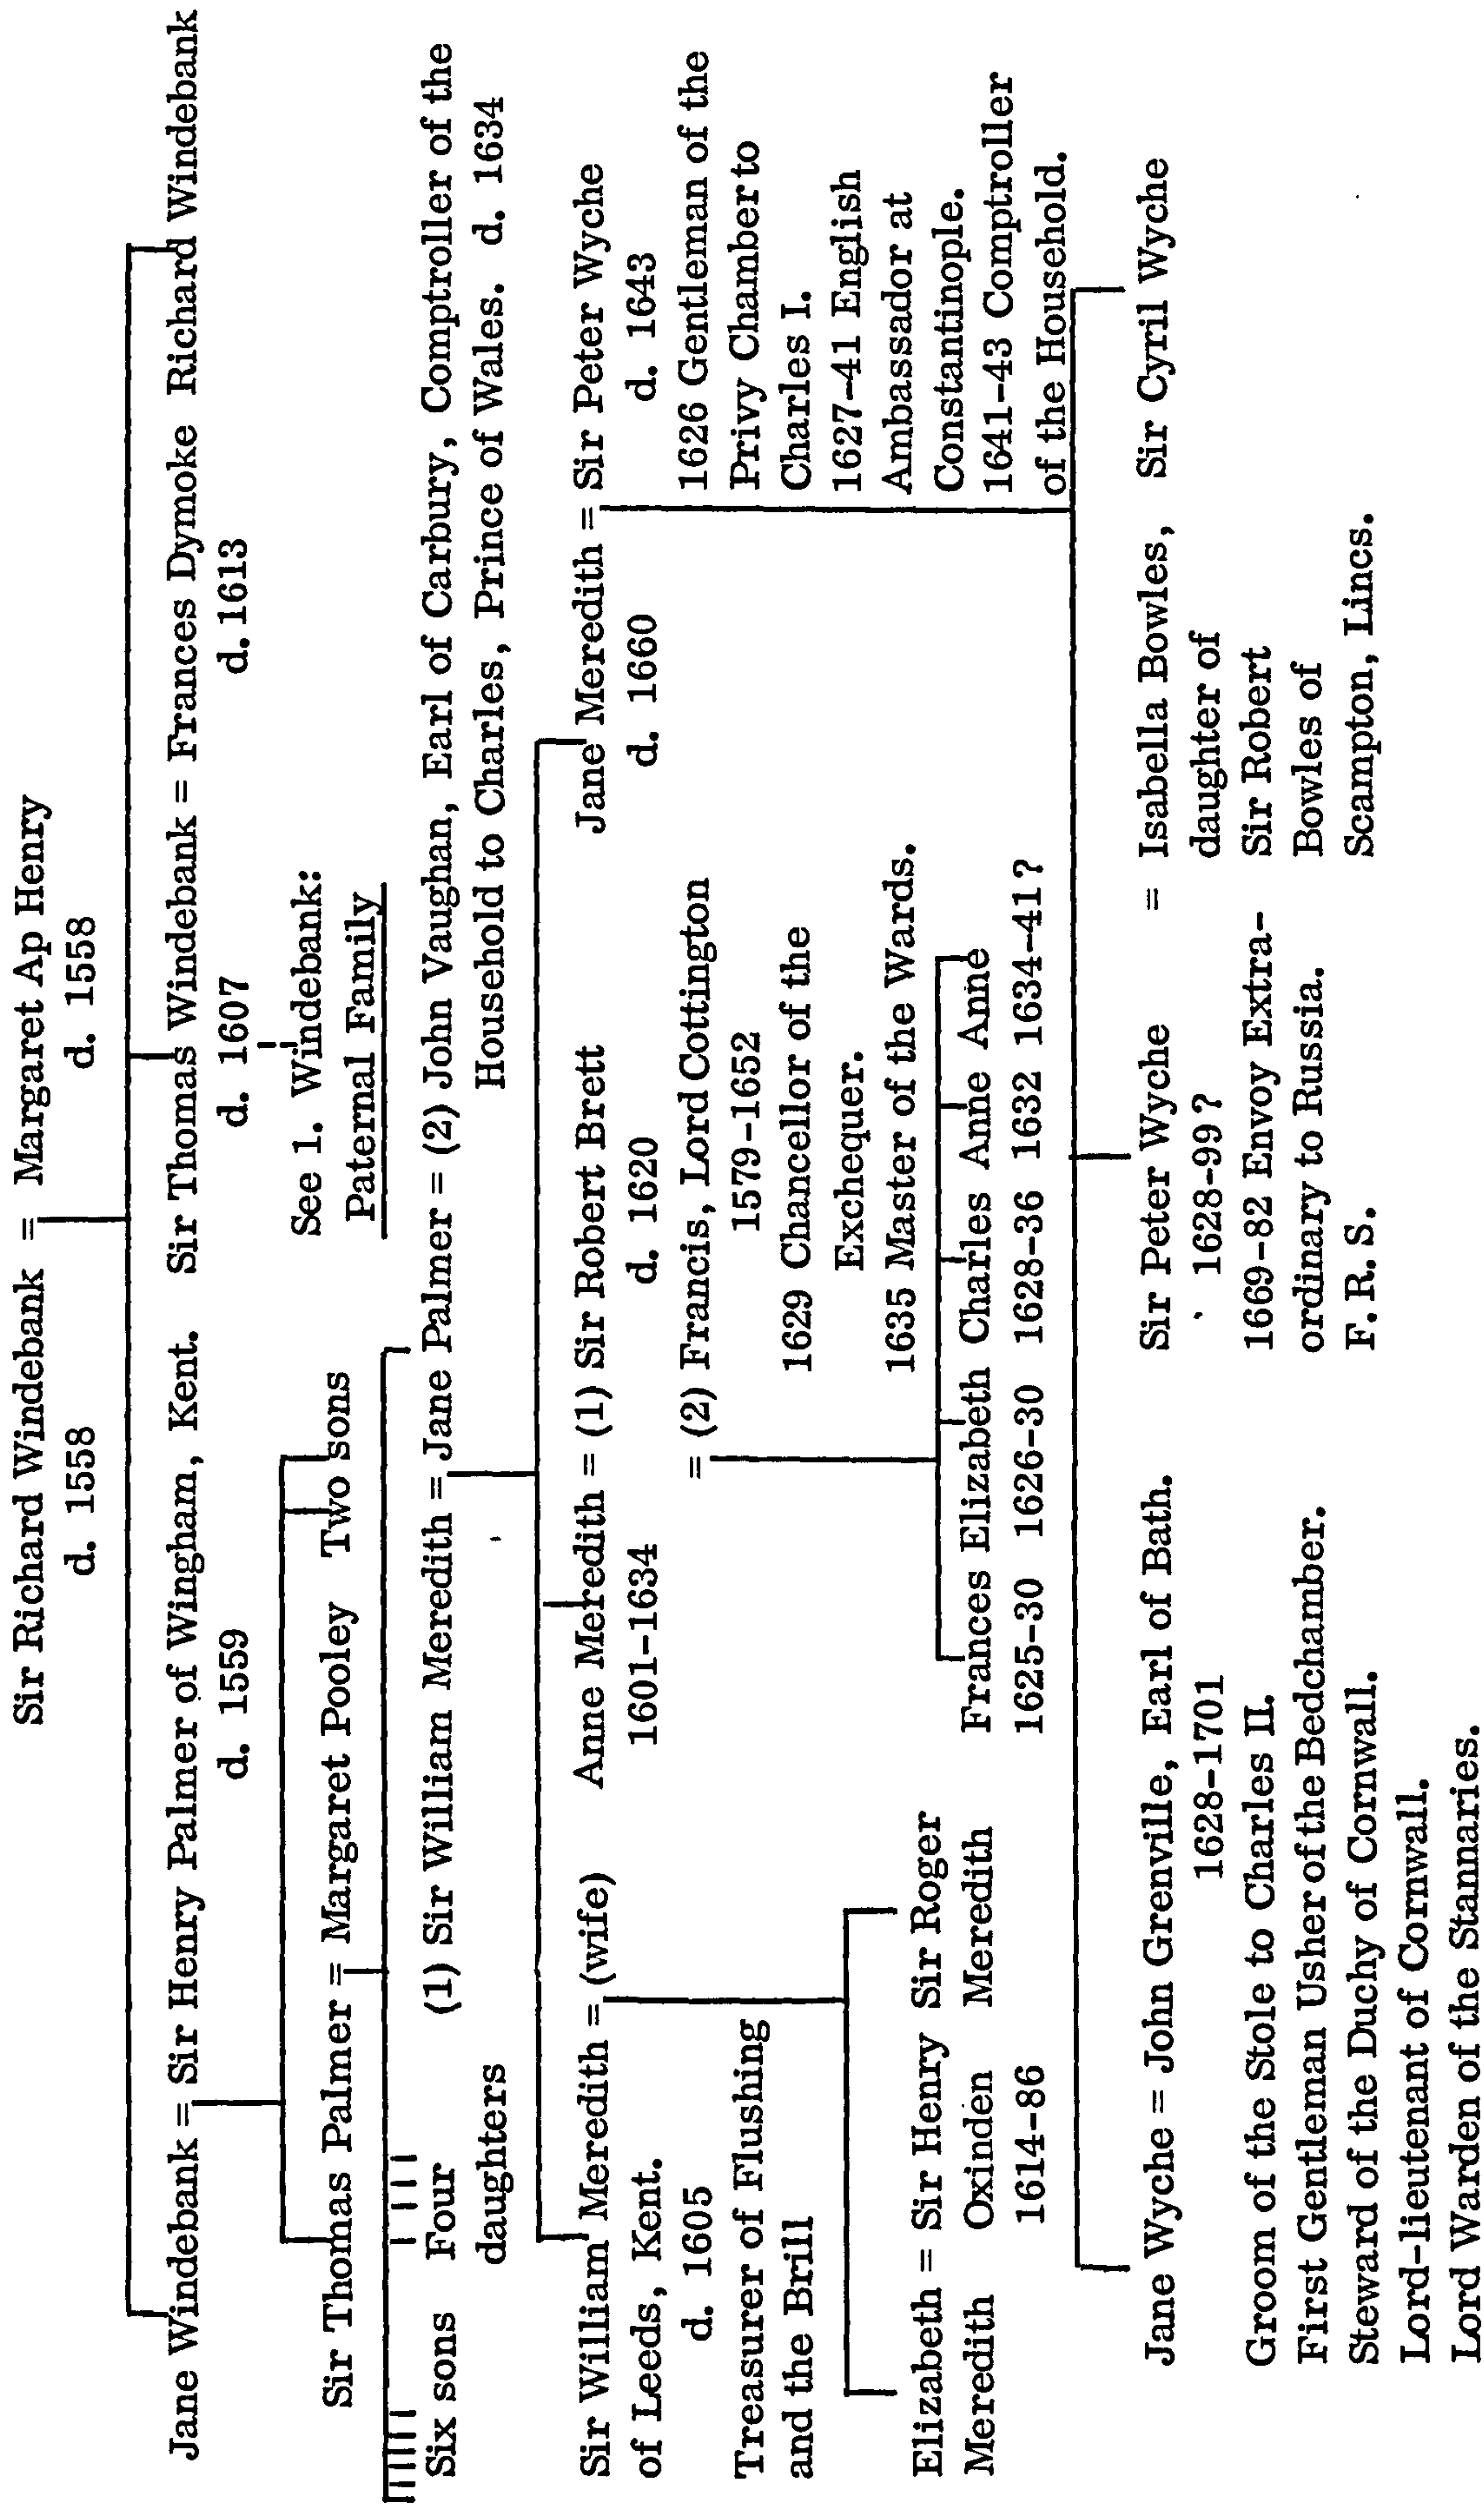 Sir Richard Windebank = Margaret Ap Henry
d. 1558 d. 1558
Jane Windebank = Sir Henry Palmer of Wingham, Kent. Sir Thomas Windebank = Frances Dymoke Richard Windebank
d. 1559 d. 1607 d. 1613
See 1. Windebank:
Paternal Family
Sir Thomas Palmer = Margaret Pooley Two sons
Six sons Four daughters (1) Sir William Meredith = Jane Palmer = (2) John Vaughan, Earl of Carbury, Comptroller of the
Household to Charles, Prince of Wales. d. 1634
Sir William Meredith = (wife)
of Leeds, Kent.
d. 1605
Treasurer of Flushing
and the Brill
Anne Meredith = (1) Sir Robert Brett
1601-1634 d. 1620
= (2) Francis, Lord Cottington
1579-1652
1629 Chancellor of the
Exchequer.
1635 Master of the Wards.
Jane Meredith = Sir Peter Wyche
d. 1660 d. 1643
1626 Gentleman of the
Privy Chamber to
Charles I.
1627-41 English
Ambassador at
Constantinople.
1641-43 Comptroller
of the Household.
Elizabeth = Sir Henry Sir Roger
Meredith Oxinden Meredith
1614-86
Frances Elizabeth Charles Anne Anne
1625-30 1626-30 1628-36 1632 1634-41?
Jane Wyche = John Grenville, Earl of Bath.
1628-1701
Groom of the Stole to Charles II.
First Gentleman Usher of the Bedchamber.
Steward of the Duchy of Cornwall.
Lord-lieutenant of Cornwall.
Lord Warden of the Stannaries.
Sir Peter Wyche = Isabella Bowles,
1628-99?
1669-82 Envoy Extra-
ordinary to Russia.
F.R.S.
daughter of
Sir Robert
Bowles of
Scampton, Lincs.
Sir Cyril Wyche